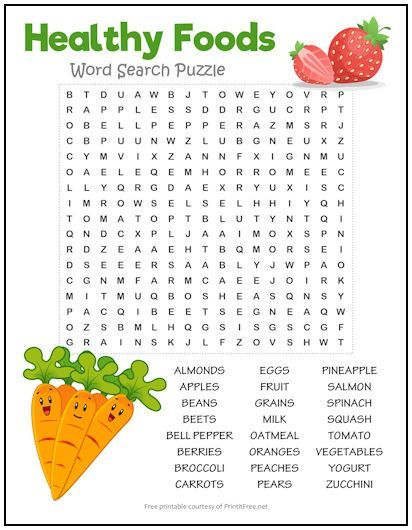 Healthy Foods
Word Search Puzzle
B T D U A W B J T O W E Y O V R P
R A P P L E S S D D R G U C R P T
O B E L L P E P P E R A Z M S R J
C B P U U N W Z L U B G N E U X Z
C Y M V I X Z A N N F X I G N M U
O A E L E Q E M H O R R O M E E C
L L Y Q R G D A E X R Y U X I S C
I M R O W S E L S E L H H I Y Q H
T O M A T O P T B L U T Y N T Q I
Q N D C X P L J A A I M O X S P N
R D Z E A A E H T B Q M O R S E I
D S E E E R S A A B L Y J W P A O
C G N M F A R M C A E E J O I R K
M I T M U Q B O S H E A S Q N S Y
P A C Q I B E E T S E G N E A Q W
O Z S B M L H Q G S I S G S C G F
G R A I N S K J L F Z O V S H W T
ALMONDS EGGS PINEAPPLE
APPLES FRUIT SALMON
BEANS GRAINS SPINACH
BEETS MILK SQUASH
BELL PEPPER OATMEAL TOMATO
BERRIES ORANGES VEGETABLES
BROCCOLI PEACHES YOGURT
CARROTS PEARS ZUCCHINI
Free printable courtesy of PrintitFree.net